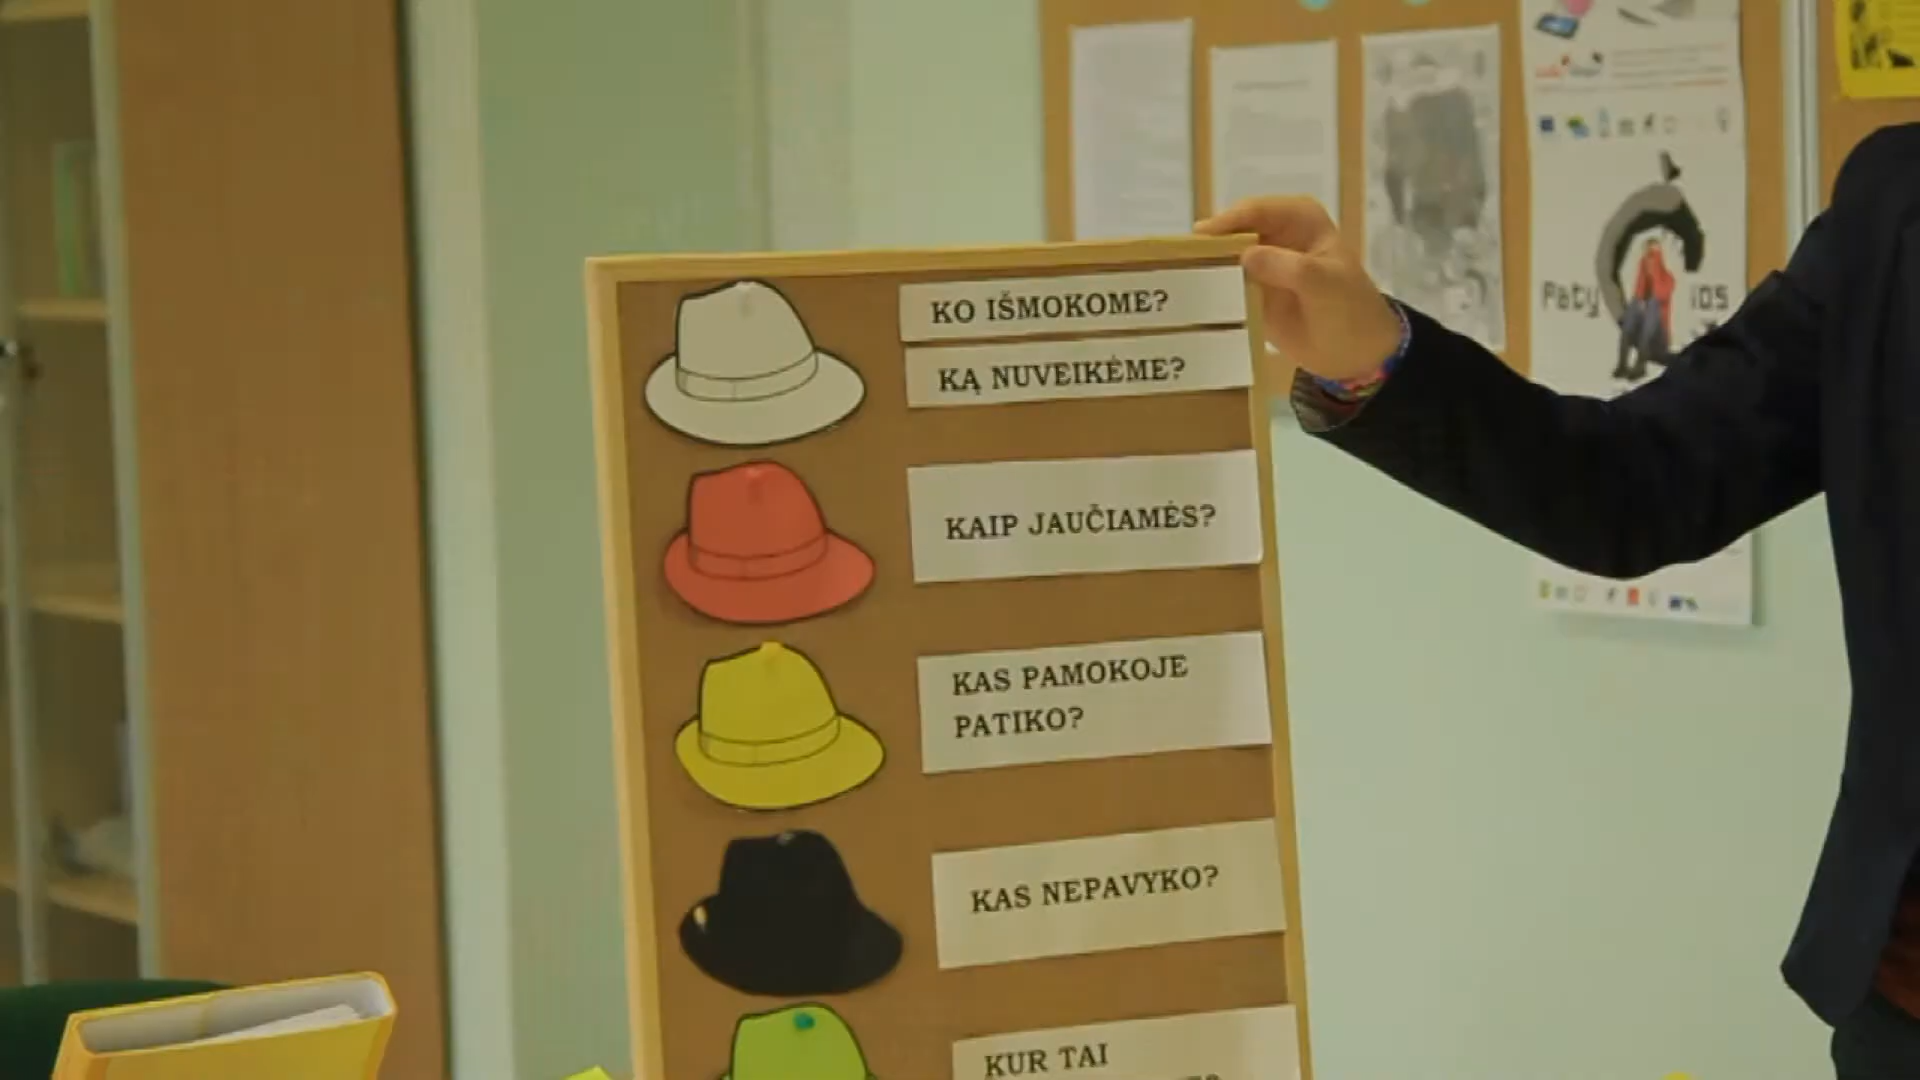 KO IŠMOKOME?
KĄ NUVEIKĖME?
KAIP JAUČIAMĖS?
KAS PAMOKOJE
PATIKO?
KAS NEPAVYKO?
KUR TAI